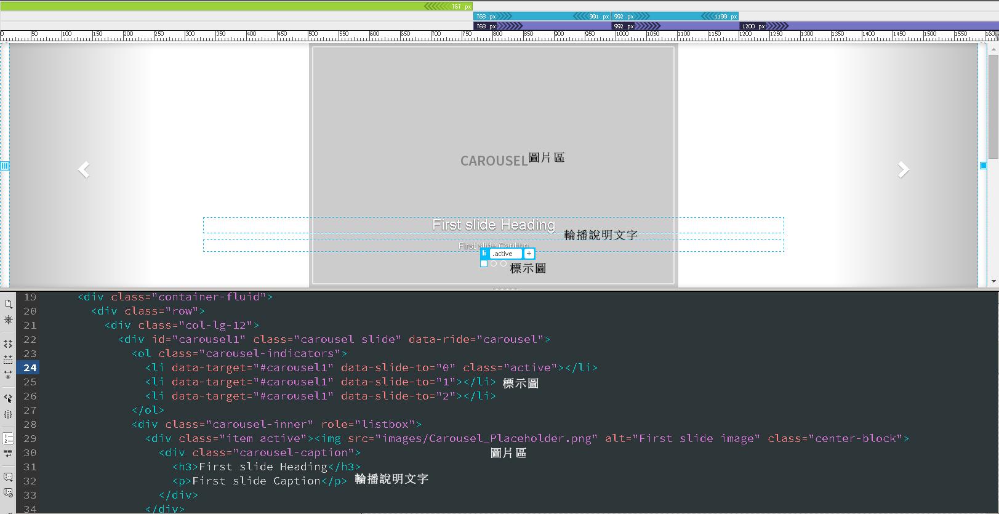 767 px
768 px 991 px 992 px 1199 px
768 px 992 px 1200 px
0 50 100 150 200 250 300 350 400 450 500 550 600 650 700 750 800 850 900 950 1000 1050 1100 1150 1200 1250 1300 1350 1400 1450 1500 1550 1600
CAROUSEL圖片區
First slide Heading
輪播說明文字
First slide Caption
li .active +
標示圖
19 <div class="container-fluid">
20 <div class="row">
21 <div class="col-lg-12">
22 <div id="carousel1" class="carousel slide" data-ride="carousel">
23 <ol class="carousel-indicators">
24 <li data-target="#carousel1" data-slide-to="0" class="active"></li>
25 <li data-target="#carousel1" data-slide-to="1"></li> 標示圖
26 <li data-target="#carousel1" data-slide-to="2"></li>
27 </ol>
28 <div class="carousel-inner" role="listbox">
29 <div class="item active"><img src="images/Carousel_Placeholder.png" alt="First slide image" class="center-block">
30 <div class="carousel-caption"> 圖片區
31 <h3>First slide Heading</h3>
32 <p>First slide Caption</p> 輪播說明文字
33 </div>
34 </div>